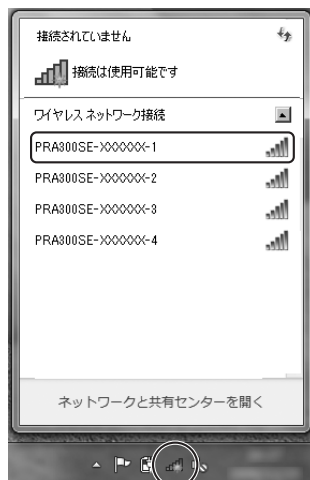 接続されていません
接続は使用可能です
ワイヤレス ネットワーク接続
PRA300SE-XXXXXX-1
PRA300SE-XXXXXX-2
PRA300SE-XXXXXX-3
PRA300SE-XXXXXX-4
ネットワークと共有センターを開く